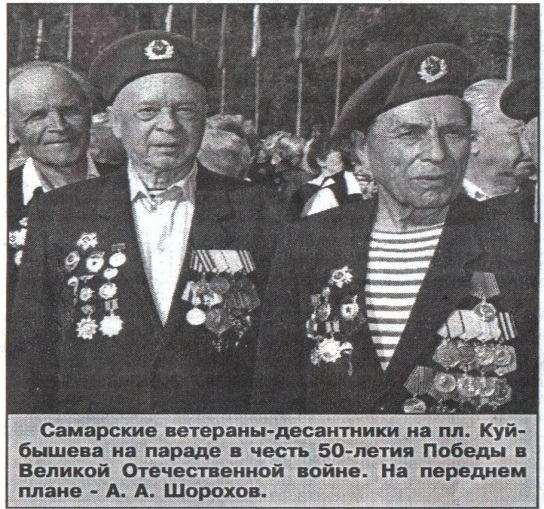 Самарские ветераны-десантники на пл. Куй-
бышева на параде в честь 50-летия Победы в
Великой Отечественной войне. На переднем
плане - А. А. Шорохов.